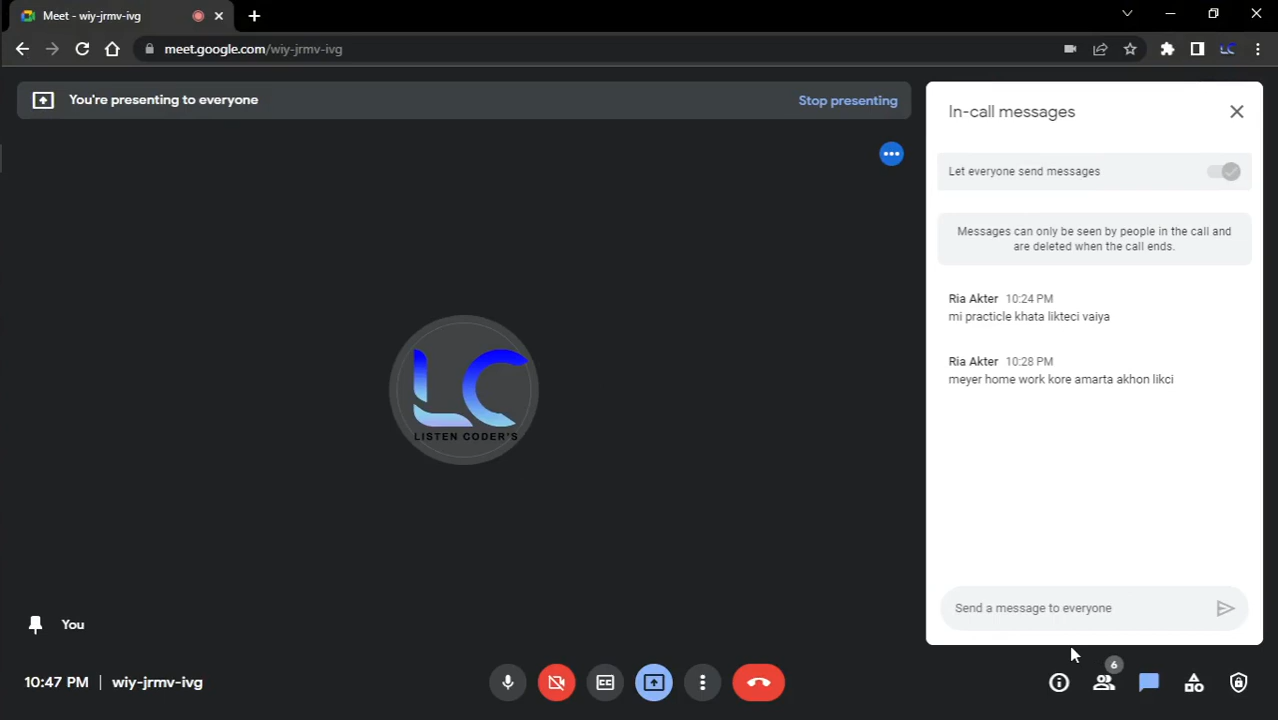 Meet - wiy-jrmv-ivg
meet.google.com/wiy-jrmv-ivg
You're presenting to everyone
Stop presenting
LC
LISTEN CODER'S
You
In-call messages
Let everyone send messages
Messages can only be seen by people in the call and
are deleted when the call ends.
Ria Akter 10:24 PM
mi practicle khata likteci vaiya
Ria Akter 10:28 PM
meyer home work kore amarta akhon likci
Send a message to everyone
10:47 PM | wiy-jrmv-ivg
CC
6